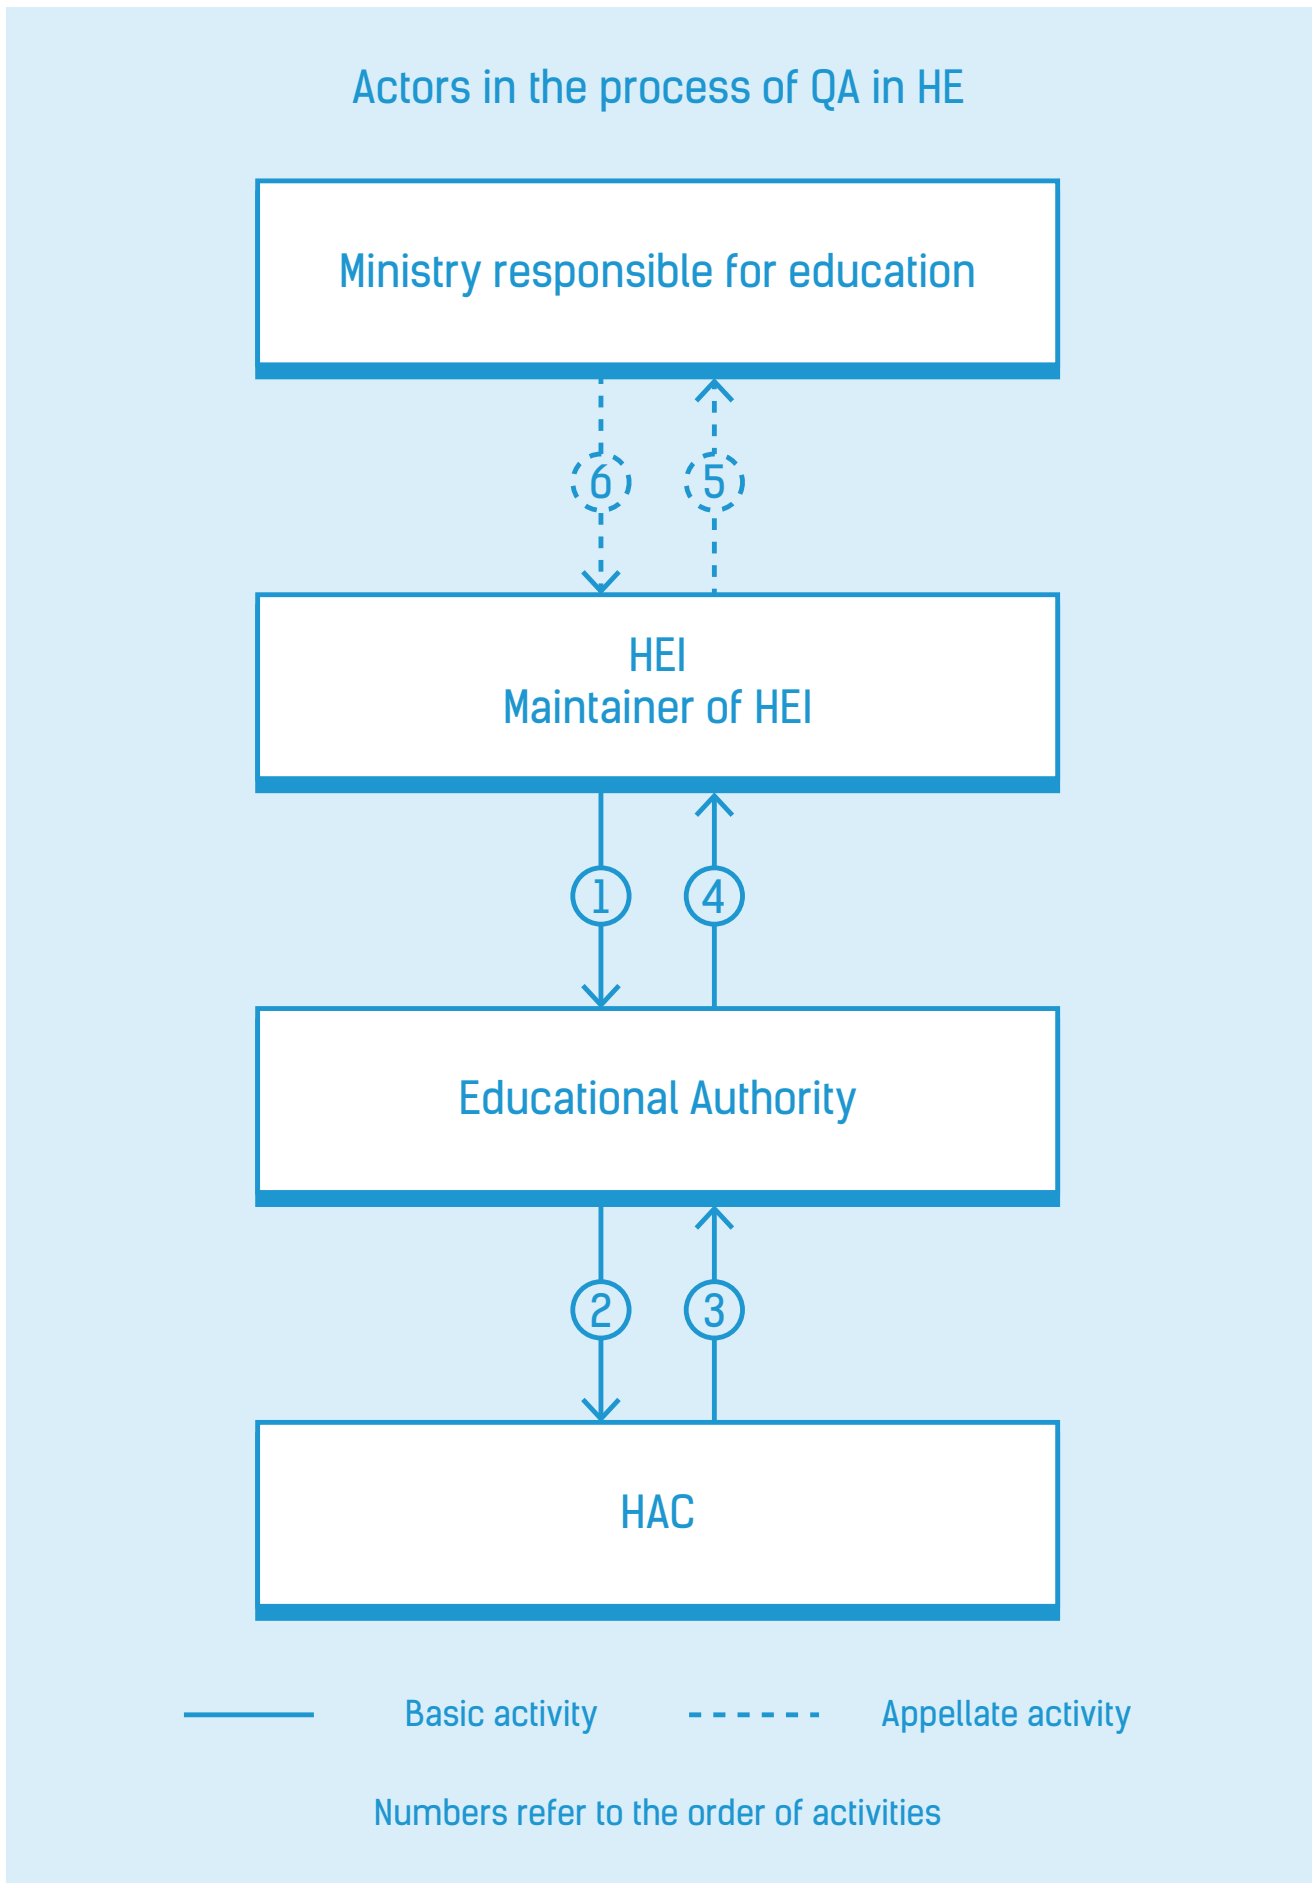 Actors in the process of QA in HE
Ministry responsible for education
6 5
HEI
Maintainer of HEI
1 4
Educational Authority
2 3
HAC
Basic activity Appellate activity
Numbers refer to the order of activities